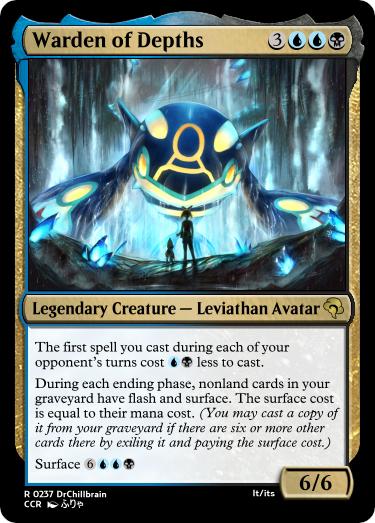 Warden of Depths 3
The first spell you cast during each of your
opponent's turns cost less to cast.
During each ending phase, nonland cards in your
graveyard have flash and surface. The surface cost
is equal to their mana cost. (You may cast a copy of
it from your graveyard if there are six or more other
cards there by exiling it and paying the surface cost.)
Surface 6
Legendary Creature — Leviathan Avatar
6/6
R 0237 DrChillbrain It/its
CCR ふりゃ